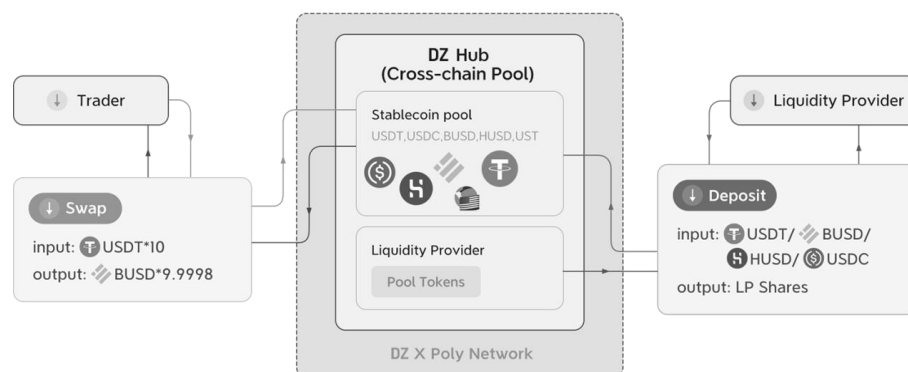 DZ Hub
(Cross-chain Pool)
Trader
Stablecoin pool
USDT,USDC,BUSD,HUSD,UST
Liquidity Provider
Swap
input: USDT*10
output: BUSD*9.9998
Liquidity Provider
Pool Tokens
Deposit
input: USDT/ BUSD/
HUSD/ USDC
output: LP Shares
DZ X Poly Network